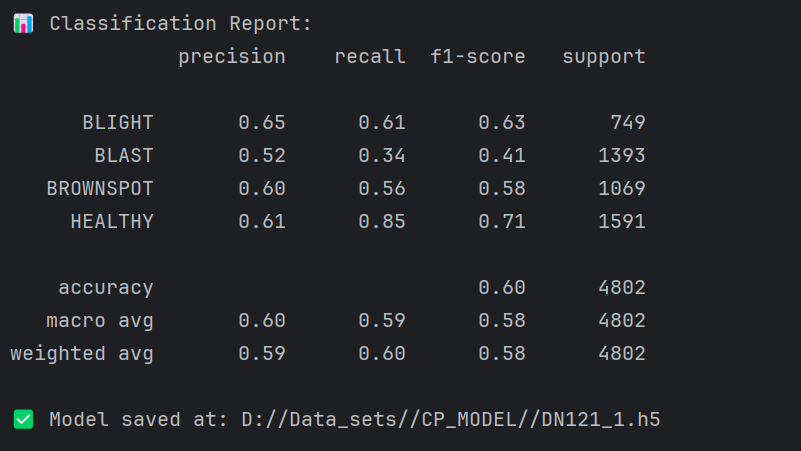 📊 Classification Report:
precision recall f1-score support
BLIGHT 0.65 0.61 0.63 749
BLAST 0.52 0.34 0.41 1393
BROWNSPOT 0.60 0.56 0.58 1069
HEALTHY 0.61 0.85 0.71 1591
accuracy 0.60 4802
macro avg 0.60 0.59 0.58 4802
weighted avg 0.59 0.60 0.58 4802
✅ Model saved at: D://Data_sets//CP_MODEL//DN121_1.h5